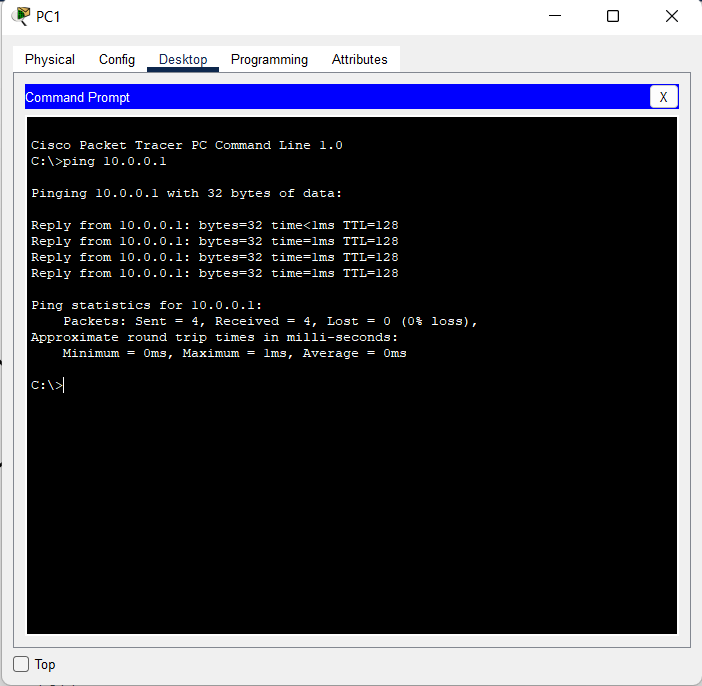 PC1
Physical Config Desktop Programming Attributes
Command Prompt X
Cisco Packet Tracer PC Command Line 1.0
C:\>ping 10.0.0.1
Pinging 10.0.0.1 with 32 bytes of data:
Reply from 10.0.0.1: bytes=32 time<1ms TTL=128
Reply from 10.0.0.1: bytes=32 time=1ms TTL=128
Reply from 10.0.0.1: bytes=32 time=1ms TTL=128
Reply from 10.0.0.1: bytes=32 time=1ms TTL=128
Ping statistics for 10.0.0.1:
Packets: Sent = 4, Received = 4, Lost = 0 (0% loss),
Approximate round trip times in milli-seconds:
Minimum = 0ms, Maximum = 1ms, Average = 0ms
C:\>
Top